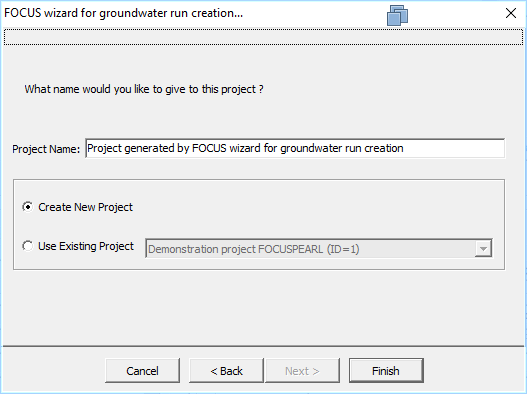 FOCUS wizard for groundwater run creation...
What name would you like to give to this project ?
Project Name: Project generated by FOCUS wizard for groundwater run creation
Create New Project
Use Existing Project Demonstration project FOCUSPEARL (ID=1)
Cancel < Back Next > Finish